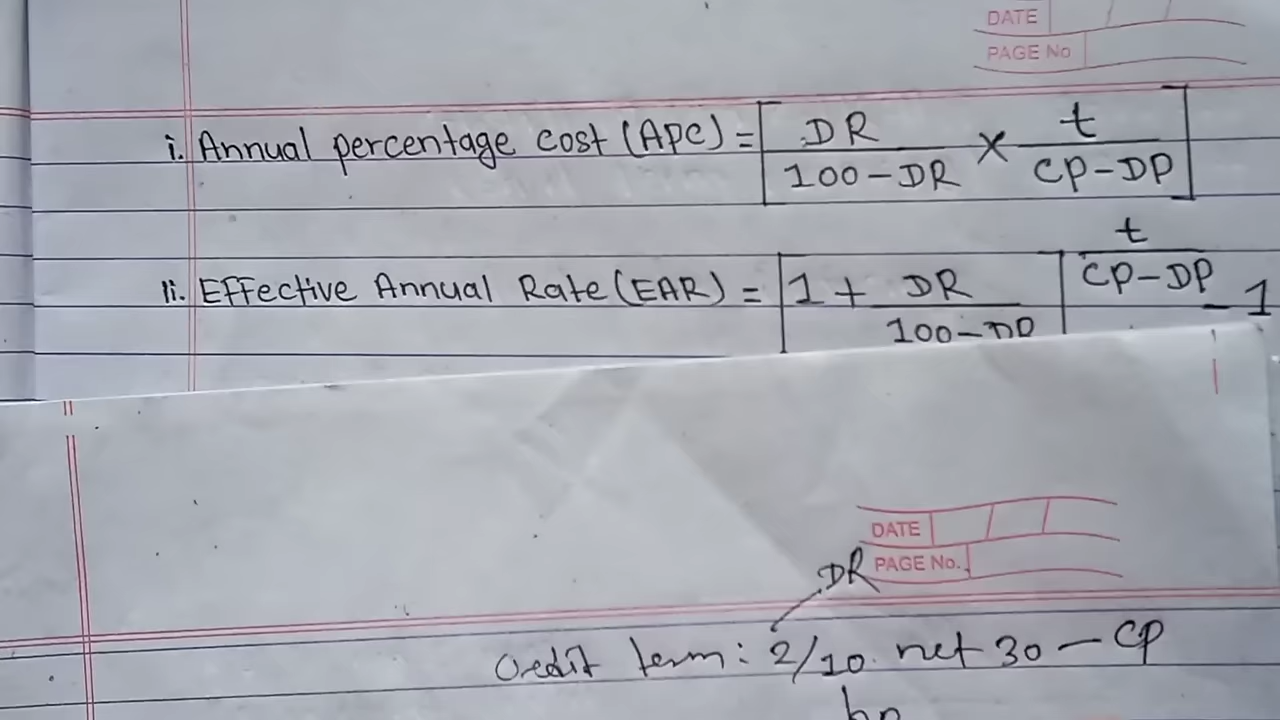 DATE
PAGE No
i. Annual percentage cost (APC) = [DR / 100 - DR × t / CP - DP]
ii. Effective Annual Rate (EAR) = [1 + DR / 100 - DR] t / CP - DP - 1
DATE
DR PAGE No.
Credit term: 2/10 net 30 - CP